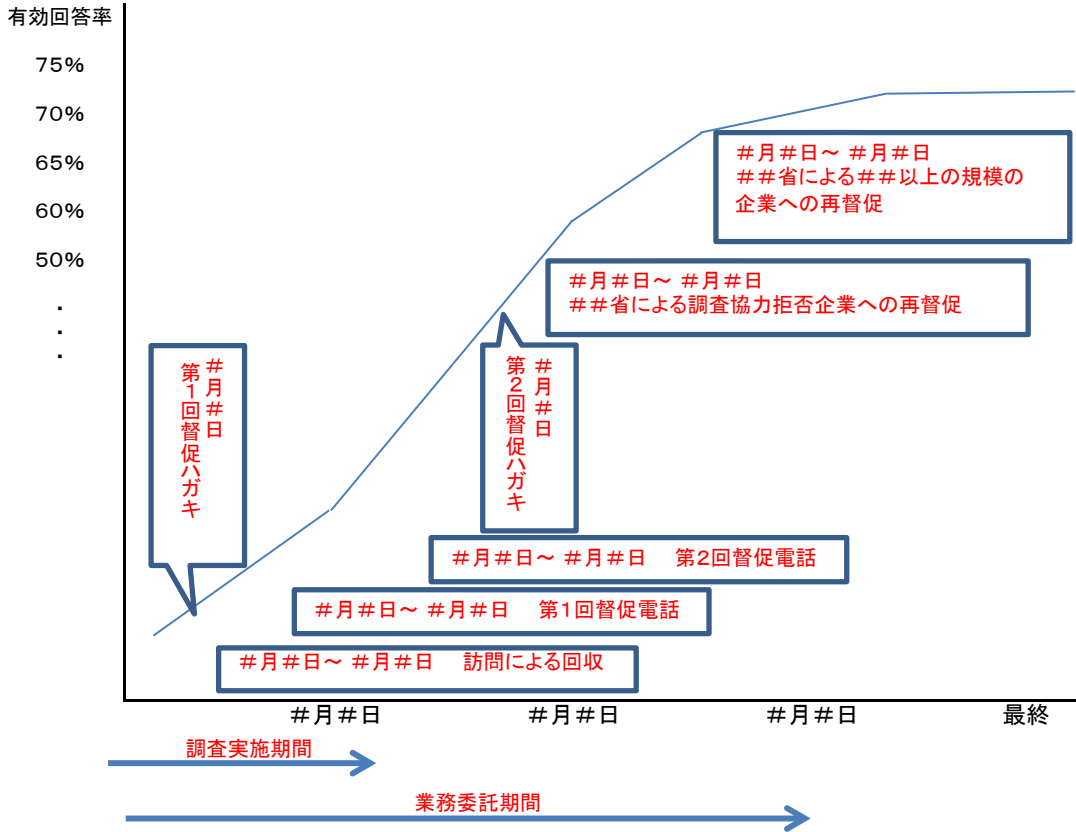 有効回答率
75%
70%
65%
60%
50%
・
・
・
#月#日～ #月#日
##省による##以上の規模の
企業への再督促
#月#日～ #月#日
##省による調査協力拒否企業への再督促
#月#日
第1回督促ハガキ
#月#日
第2回督促ハガキ
#月#日～ #月#日　第2回督促電話
#月#日～ #月#日　第1回督促電話
#月#日～ #月#日　訪問による回収
#月#日
#月#日
#月#日
最終
調査実施期間
業務委託期間